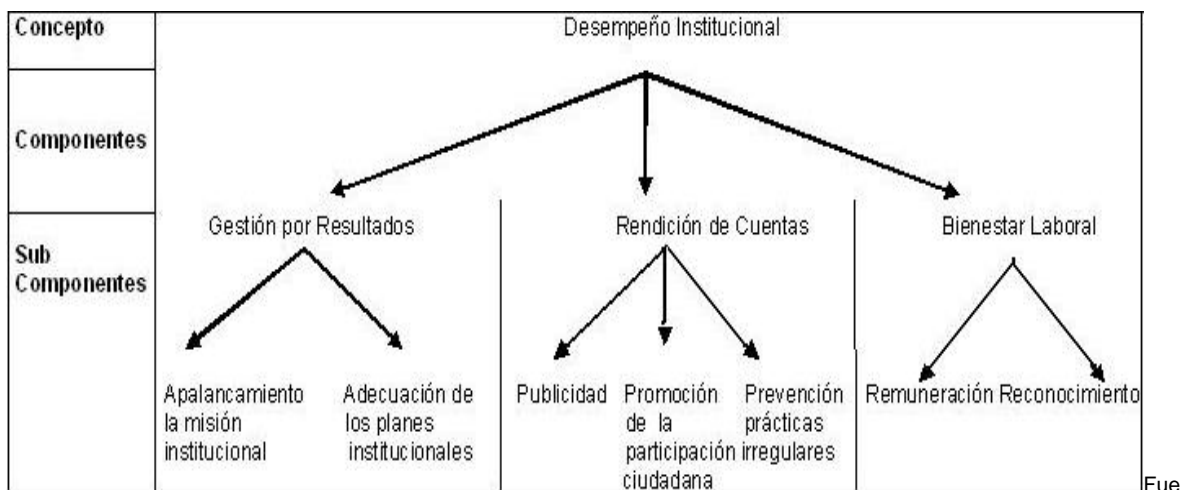 Concepto
Desempeño Institucional
Componentes
Gestión por Resultados
Rendición de Cuentas
Bienestar Laboral
Sub
Componentes
Apalancamiento
la misión
institucional
Adecuación de
los planes
institucionales
Publicidad
Promoción
de la
participación
ciudadana
Prevención
prácticas
irregulares
Remuneración
Reconocimiento
Fue